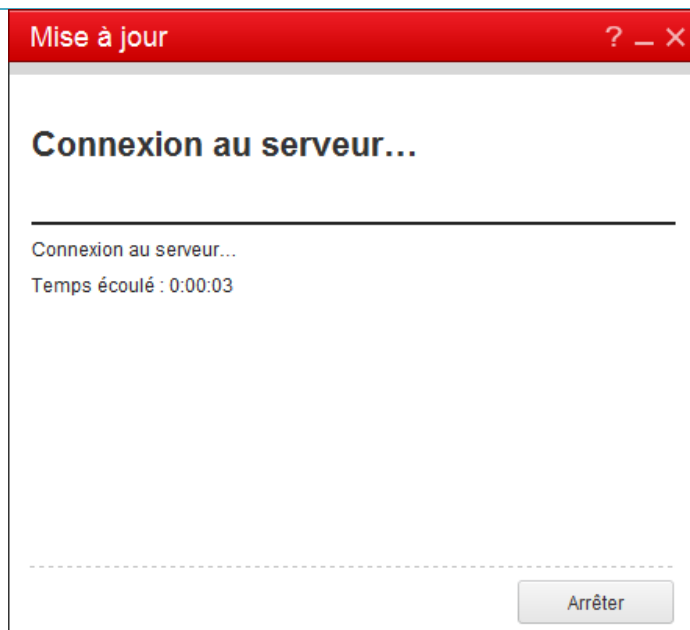 Mise à jour
Connexion au serveur...
Connexion au serveur...
Temps écoulé : 0:00:03
Arrêter